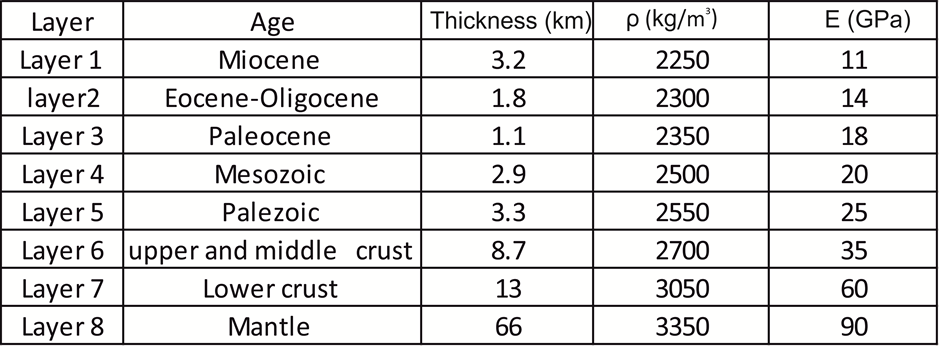 Layer Age Thickness (km) ρ (kg/m³) E (GPa)
Layer 1 Miocene 3.2 2250 11
layer2 Eocene-Oligocene 1.8 2300 14
Layer 3 Paleocene 1.1 2350 18
Layer 4 Mesozoic 2.9 2500 20
Layer 5 Palezoic 3.3 2550 25
Layer 6 upper and middle crust 8.7 2700 35
Layer 7 Lower crust 13 3050 60
Layer 8 Mantle 66 3350 90